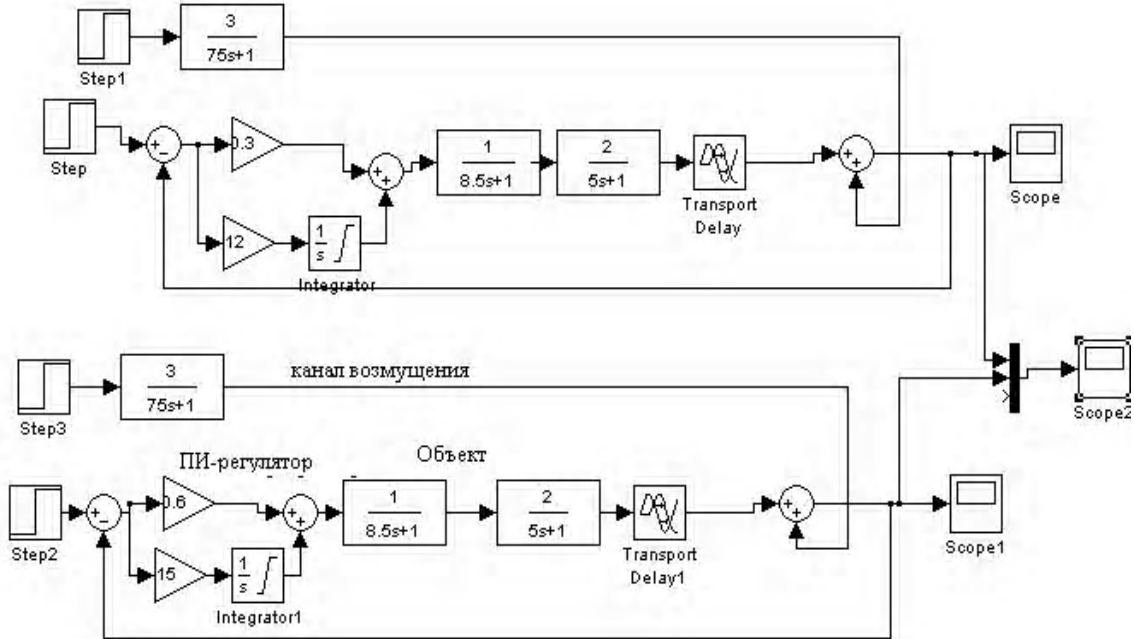 3
75s+1
Step1
Step
+
−
0.3
12
1
s
Integrator
+
+
1
8.5s+1
2
5s+1
Transport
Delay
+
+
Scope
3
75s+1
Step3
канал возмущения
Scope2
ПИ-регулятор
Объект
Step2
+
−
0.6
15
1
s
Integrator1
+
+
1
8.5s+1
2
5s+1
Transport
Delay1
+
+
Scope1